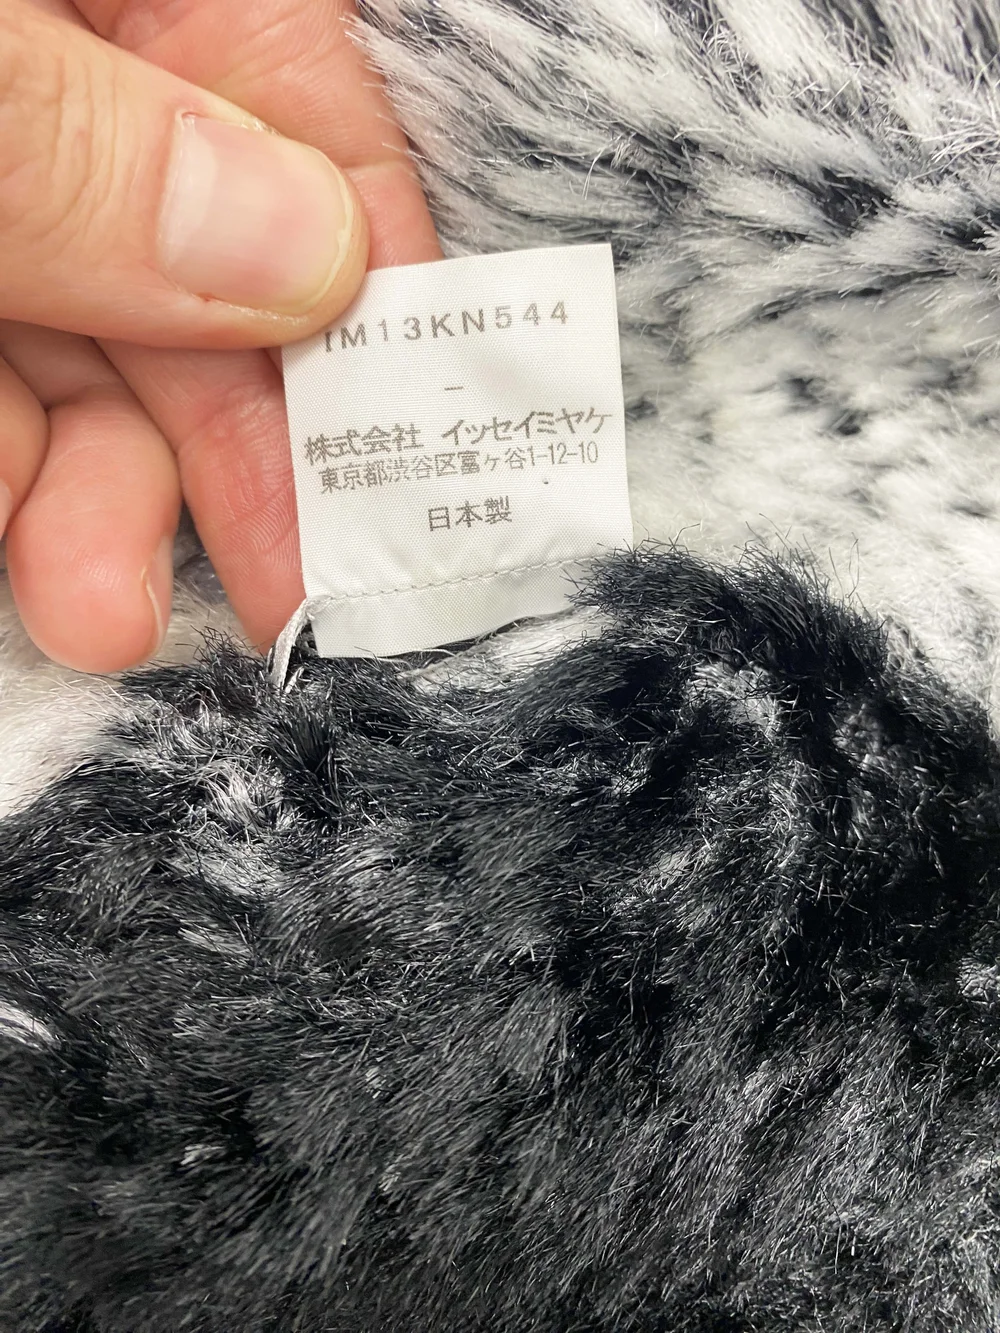 IM13KN544
–
株式会社 イッセイミヤケ
東京都渋谷区富ヶ谷1-12-10
日本製